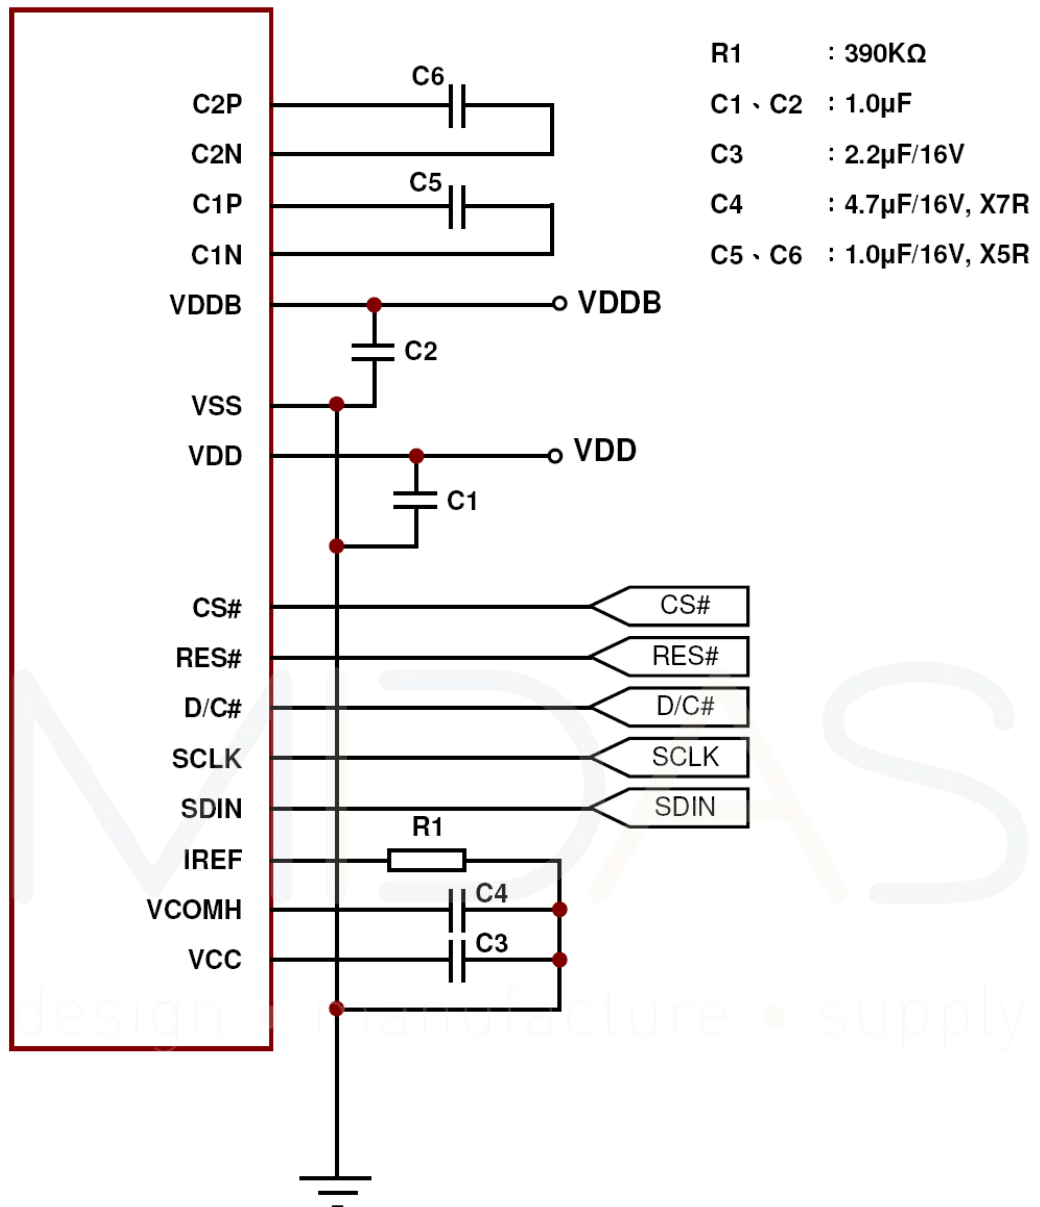 R1 : 390KΩ
C1、C2 : 1.0µF
C3 : 2.2µF/16V
C4 : 4.7µF/16V, X7R
C5、C6 : 1.0µF/16V, X5R
C6
C2P
C2N
C5
C1P
C1N
VDDB VDDB
C2
VSS
VDD VDD
C1
CS# CS#
RES# RES#
D/C# D/C#
SCLK SCLK
SDIN SDIN
R1
IREF
C4
VCOMH
C3
VCC
MIDAS
design • manufacture • supply